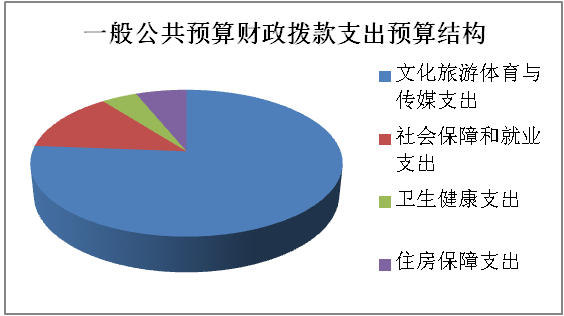 一般公共预算财政拨款支出预算结构
文化旅游体育与
传媒支出
社会保障和就业
支出
卫生健康支出
住房保障支出